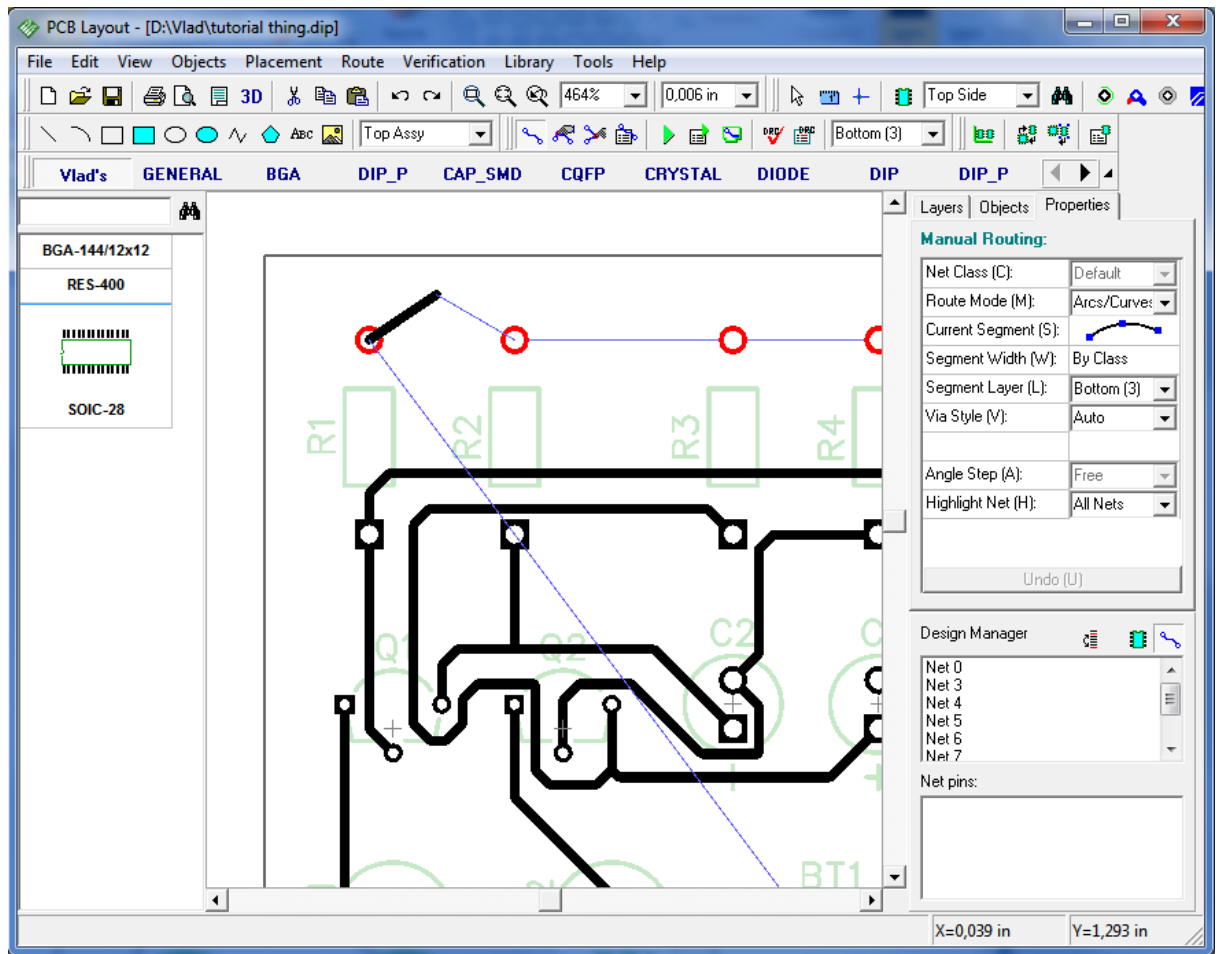 PCB Layout - [D:\Vlad\tutorial thing.dip]
File Edit View Objects Placement Route Verification Library Tools Help
3D 464% 0,006 in Top Side
ABC Top Assy DRC DRC Bottom (3)
Vlad's GENERAL BGA DIP_P CAP_SMD CQFP CRYSTAL DIODE DIP DIP_P
BGA-144/12x12
RES-400
SOIC-28
R1 R2 R3 R4
Q1 Q2 C2 C
BT1
Layers Objects Properties
Manual Routing:
Net Class (C): Default
Route Mode (M): Arcs/Curves
Current Segment (S):
Segment Width (W): By Class
Segment Layer (L): Bottom (3)
Via Style (V): Auto
Angle Step (A): Free
Highlight Net (H): All Nets
Undo (U)
Design Manager
Net 0
Net 3
Net 4
Net 5
Net 6
Net 7
Net pins:
X=0,039 in Y=1,293 in